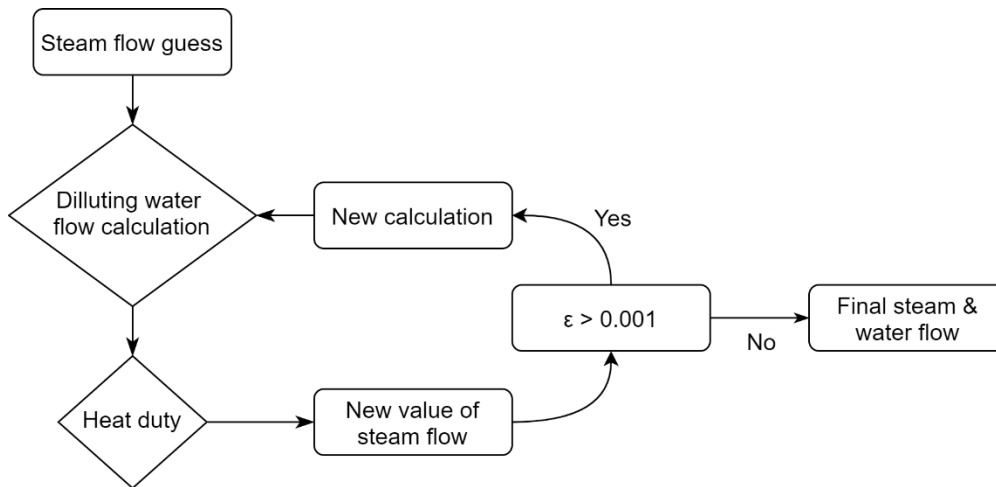 Steam flow guess
Dilluting water
flow calculation
New calculation
Yes
ε > 0.001
No
Final steam &
water flow
Heat duty
New value of
steam flow